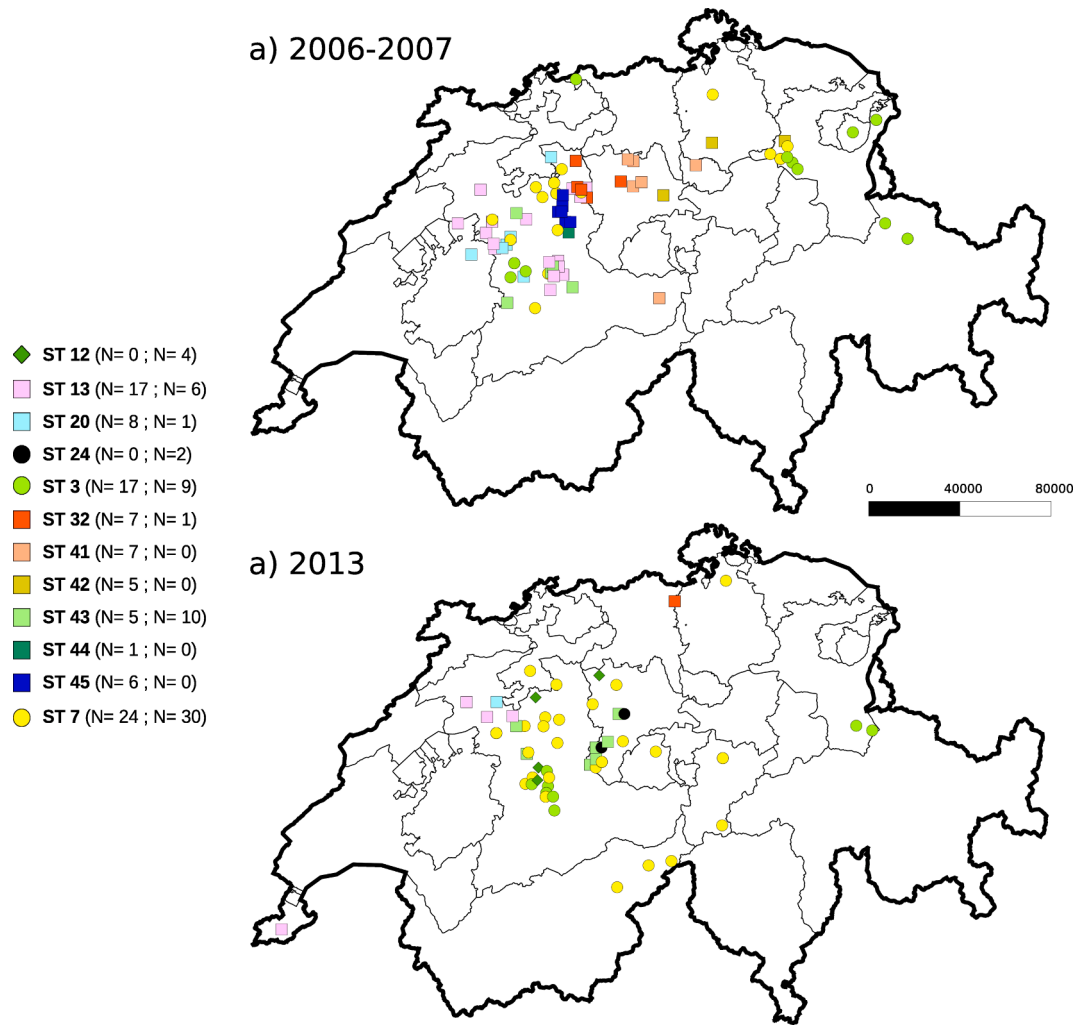 a) 2006-2007
ST 12 (N= 0 ; N= 4)
ST 13 (N= 17 ; N= 6)
ST 20 (N= 8 ; N= 1)
ST 24 (N= 0 ; N=2)
ST 3 (N= 17 ; N= 9)
ST 32 (N= 7 ; N= 1)
ST 41 (N= 7 ; N= 0)
ST 42 (N= 5 ; N= 0)
ST 43 (N= 5 ; N= 10)
ST 44 (N= 1 ; N= 0)
ST 45 (N= 6 ; N= 0)
ST 7 (N= 24 ; N= 30)
0 40000 80000
a) 2013